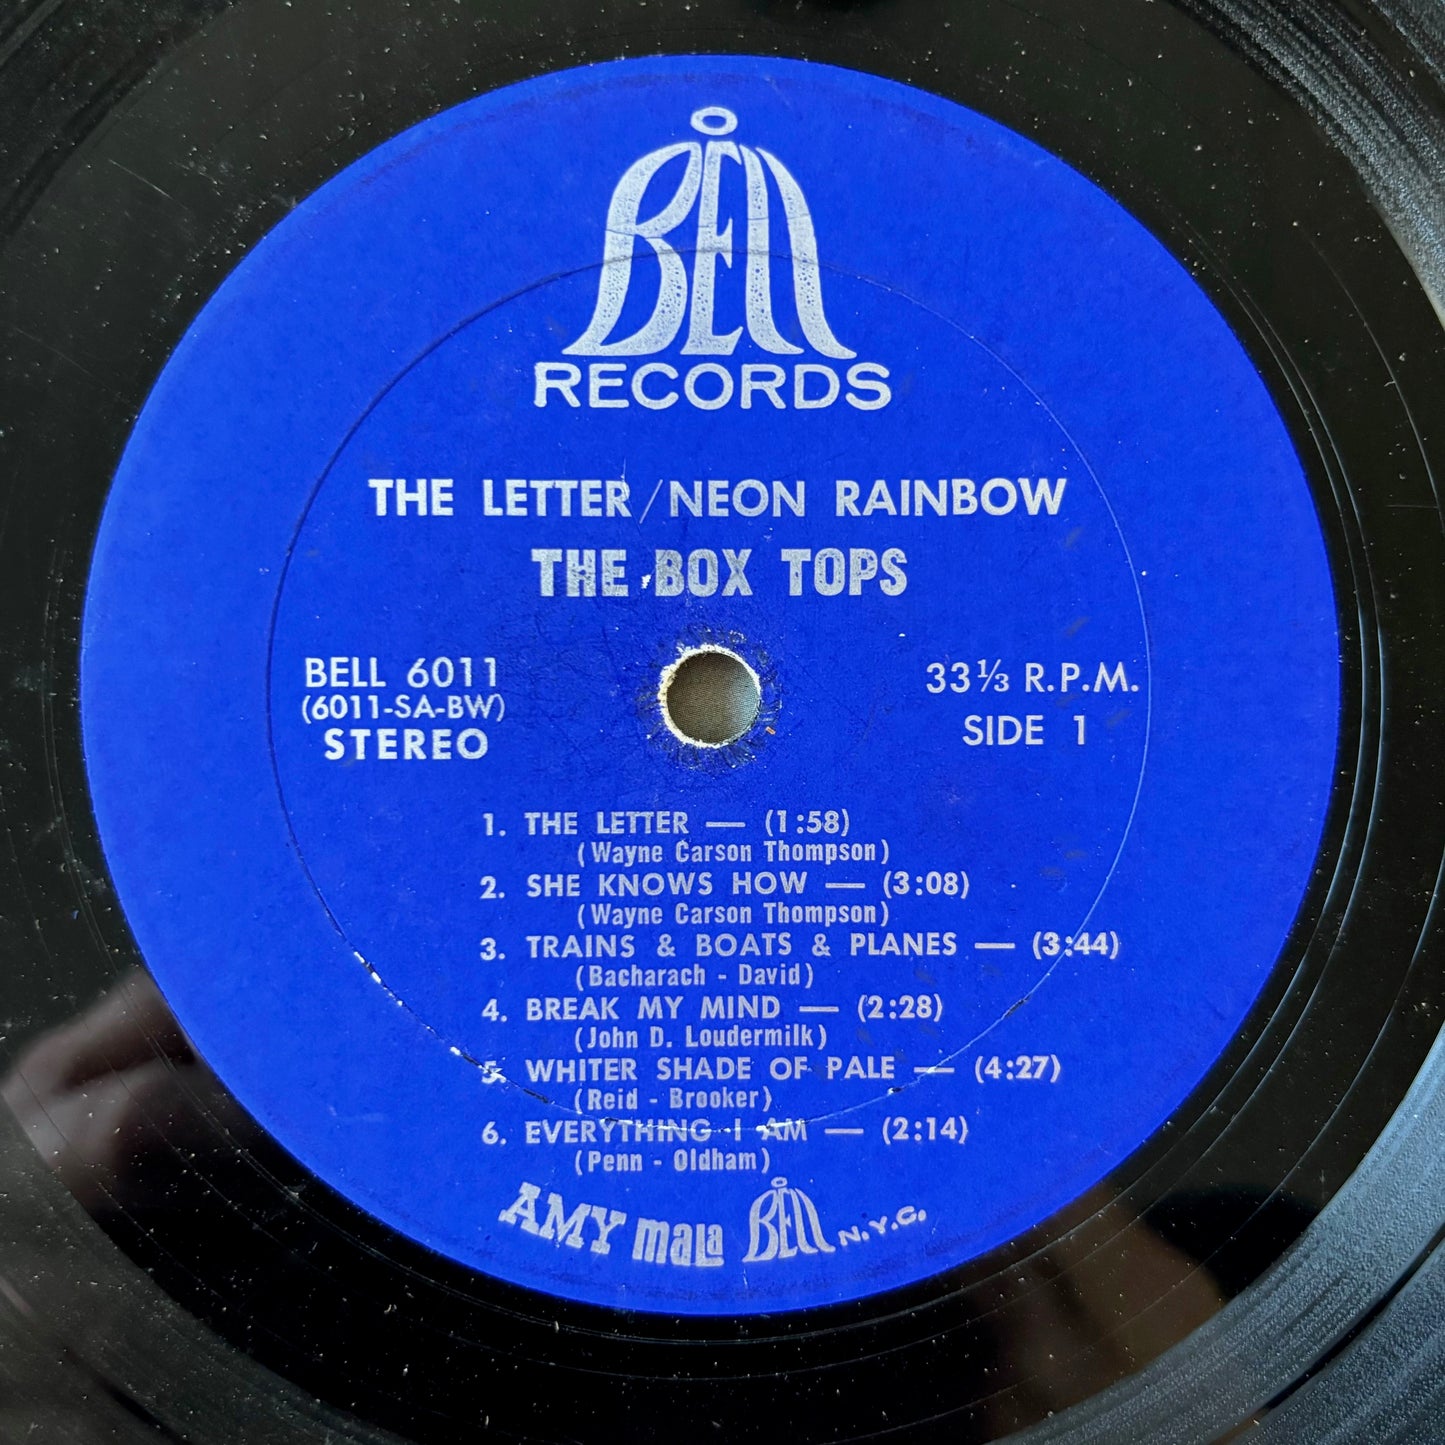 BELL
RECORDS
THE LETTER/NEON RAINBOW
THE BOX TOPS
BELL 6011
(6011-SA-BW)
STEREO
33⅓ R.P.M.
SIDE 1
1. THE LETTER — (1:58)
(Wayne Carson Thompson)
2. SHE KNOWS HOW — (3:08)
(Wayne Carson Thompson)
3. TRAINS & BOATS & PLANES — (3:44)
(Bacharach - David)
4. BREAK MY MIND — (2:28)
(John D. Loudermilk)
5. WHITER SHADE OF PALE — (4:27)
(Reid - Brooker)
6. EVERYTHING I AM — (2:14)
(Penn - Oldham)
AMY mala BELL N.Y.C.